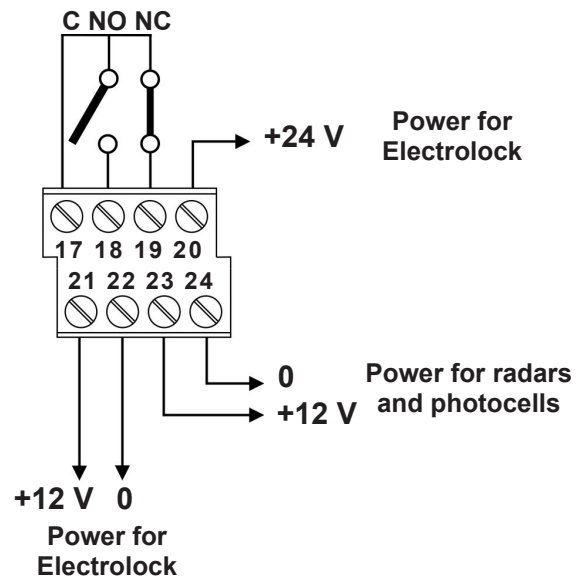 C NO NC
+24 V
Power for
Electrolock
17 18 19 20
21 22 23 24
0
+12 V
Power for radars
and photocells
+12 V 0
Power for
Electrolock